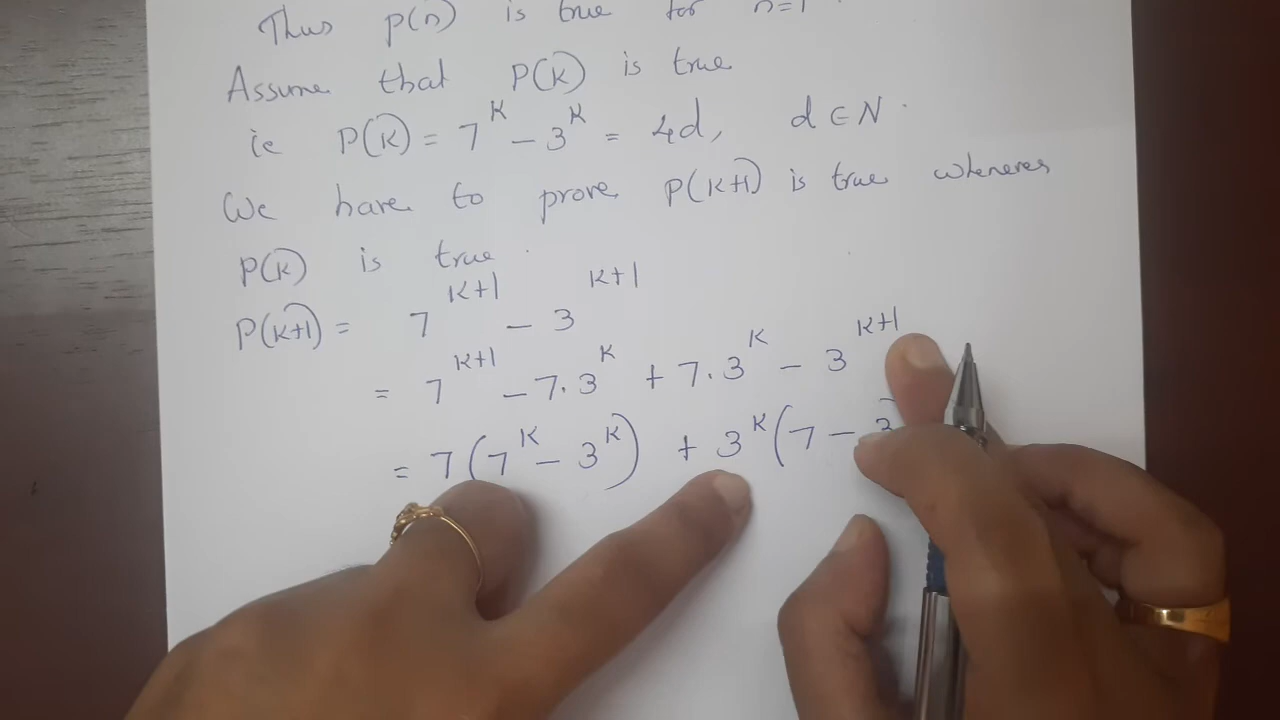 Thus P(n) is true for n=1
Assume that P(k) is true
ie P(k) = 7^k - 3^k = 4d, d ∈ N.
We have to prove P(k+1) is true whenever
P(k) is true.
P(k+1) = 7^{k+1} - 3^{k+1}
= 7^{k+1} - 7.3^k + 7.3^k - 3^{k+1}
= 7(7^k - 3^k) + 3^k(7 - 3